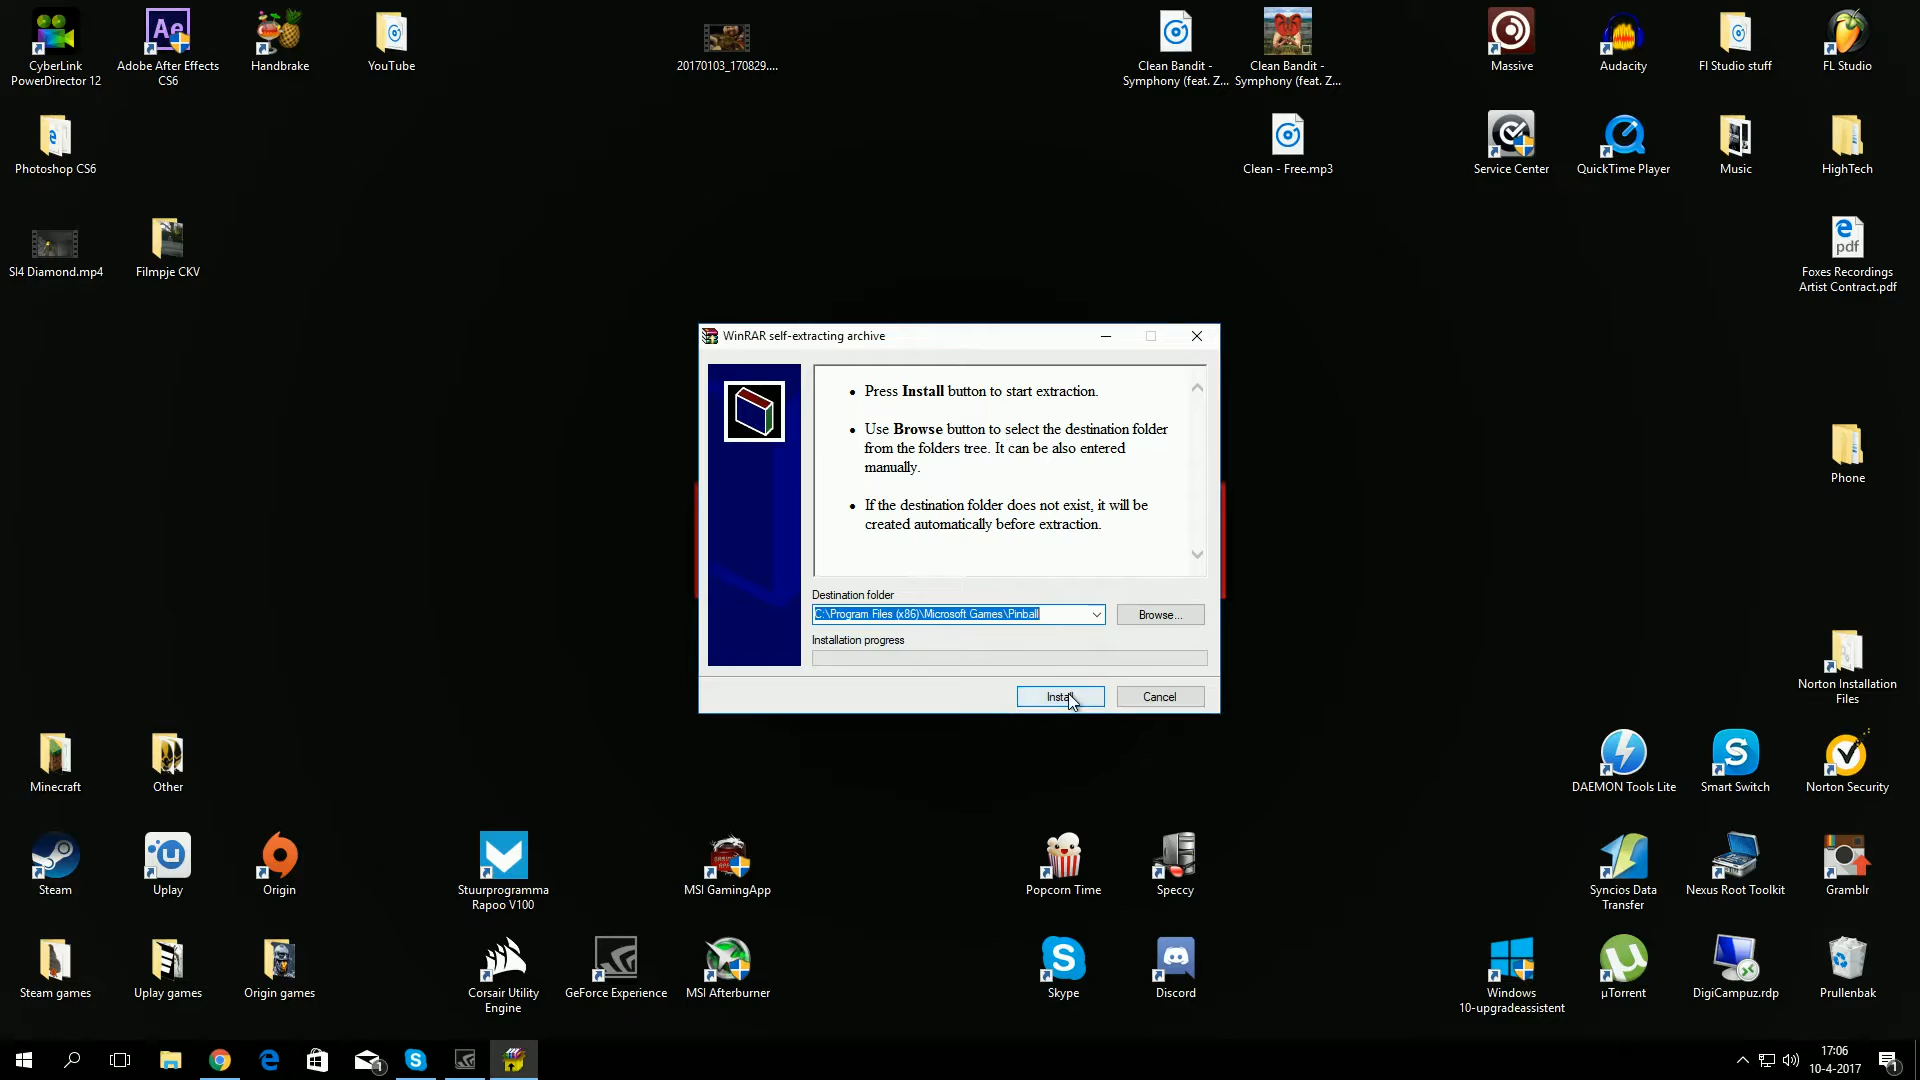 CyberLink
PowerDirector 12
Adobe After Effects
CS6
Handbrake
YouTube
20170103_170829....
Clean Bandit -
Symphony (feat. Z...
Clean Bandit -
Symphony (feat. Z...
Massive
Audacity
Fl Studio stuff
FL Studio
Photoshop CS6
Clean - Free.mp3
Service Center
QuickTime Player
Music
HighTech
SI4 Diamond.mp4
Filmpje CKV
pdf
Foxes Recordings
Artist Contract.pdf
WinRAR self-extracting archive
Press Install button to start extraction.
Use Browse button to select the destination folder
from the folders tree. It can be also entered
manually.
If the destination folder does not exist, it will be
created automatically before extraction.
Destination folder
C:\Program Files (x86)\Microsoft Games\Pinball
Browse...
Installation progress
Install
Cancel
Phone
Norton Installation
Files
Minecraft
Other
DAEMON Tools Lite
Smart Switch
Norton Security
Steam
Uplay
Origin
Stuurprogramma
Rapoo V100
MSI GamingApp
Popcorn Time
Speccy
Syncios Data
Transfer
Nexus Root Toolkit
Gramblr
Steam games
Uplay games
Origin games
Corsair Utility
Engine
GeForce Experience
MSI Afterburner
Skype
Discord
Windows
10-upgradeassistent
µTorrent
DigiCampuz.rdp
Prullenbak
17:06
10-4-2017